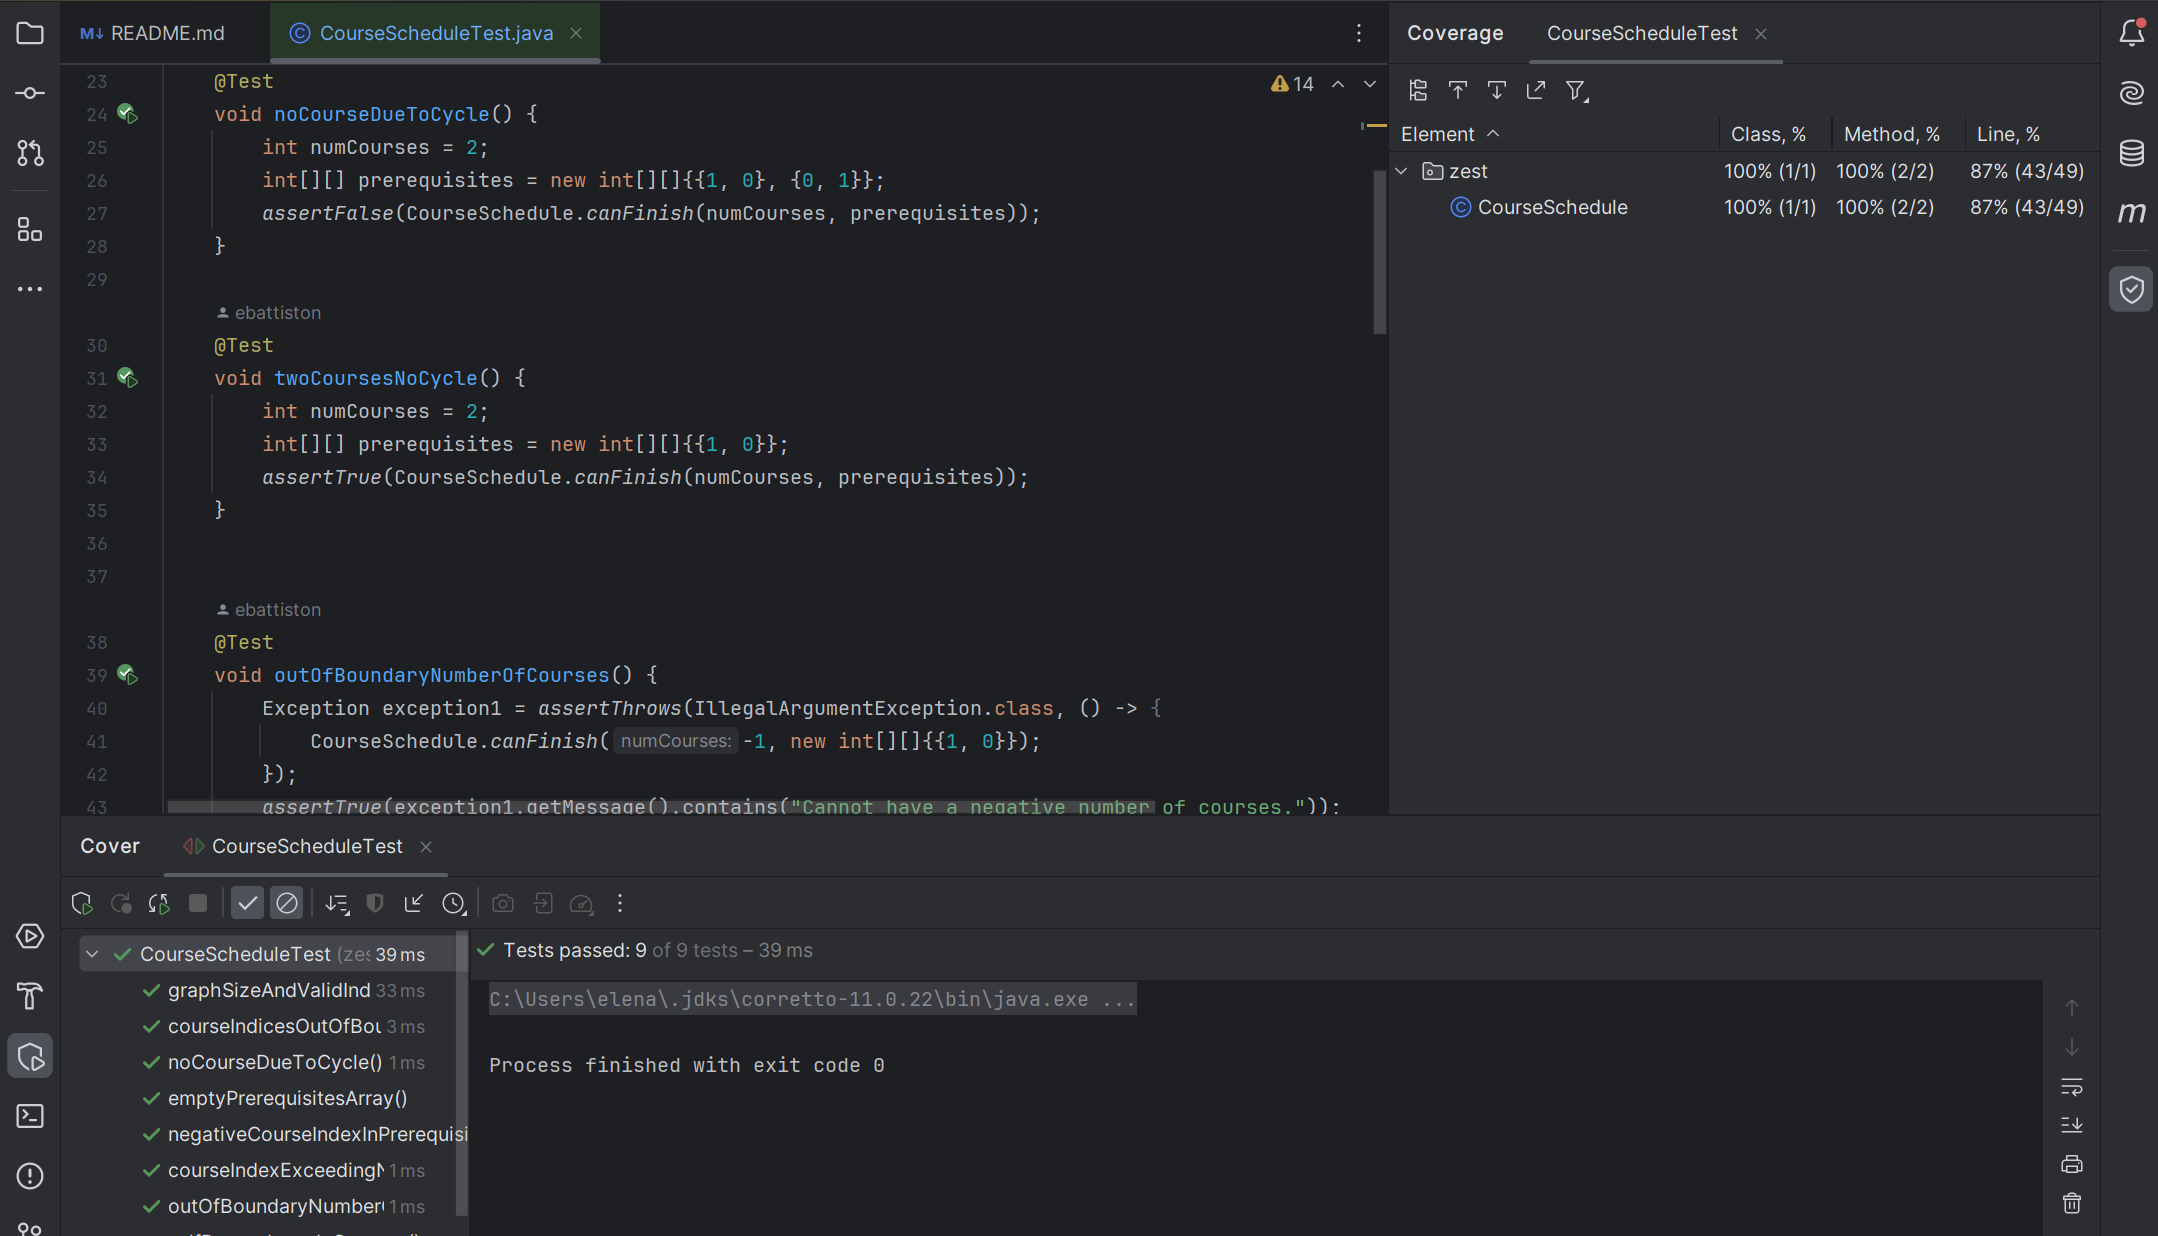 README.md
CourseScheduleTest.java
14
23 @Test
24 void noCourseDueToCycle() {
25 int numCourses = 2;
26 int[][] prerequisites = new int[][]{{1, 0}, {0, 1}};
27 assertFalse(CourseSchedule.canFinish(numCourses, prerequisites));
28 }
29
ebattiston
30 @Test
31 void twoCoursesNoCycle() {
32 int numCourses = 2;
33 int[][] prerequisites = new int[][]{{1, 0}};
34 assertTrue(CourseSchedule.canFinish(numCourses, prerequisites));
35 }
36
37
ebattiston
38 @Test
39 void outOfBoundaryNumberOfCourses() {
40 Exception exception1 = assertThrows(IllegalArgumentException.class, () -> {
41 CourseSchedule.canFinish( numCourses: -1, new int[][]{{1, 0}});
42 });
43 assertTrue(exception1.getMessage().contains("Cannot have a negative number of courses."));
Coverage CourseScheduleTest
Element Class, % Method, % Line, %
zest 100% (1/1) 100% (2/2) 87% (43/49)
CourseSchedule 100% (1/1) 100% (2/2) 87% (43/49)
Cover CourseScheduleTest
CourseScheduleTest (zes 39 ms
graphSizeAndValidInd 33 ms
courseIndicesOutOfBou 3 ms
noCourseDueToCycle() 1 ms
emptyPrerequisitesArray()
negativeCourseIndexInPrerequisi
courseIndexExceedingN 1 ms
outOfBoundaryNumberO 1 ms
Tests passed: 9 of 9 tests – 39 ms
C:\Users\elena\.jdks\corretto-11.0.22\bin\java.exe ...
Process finished with exit code 0